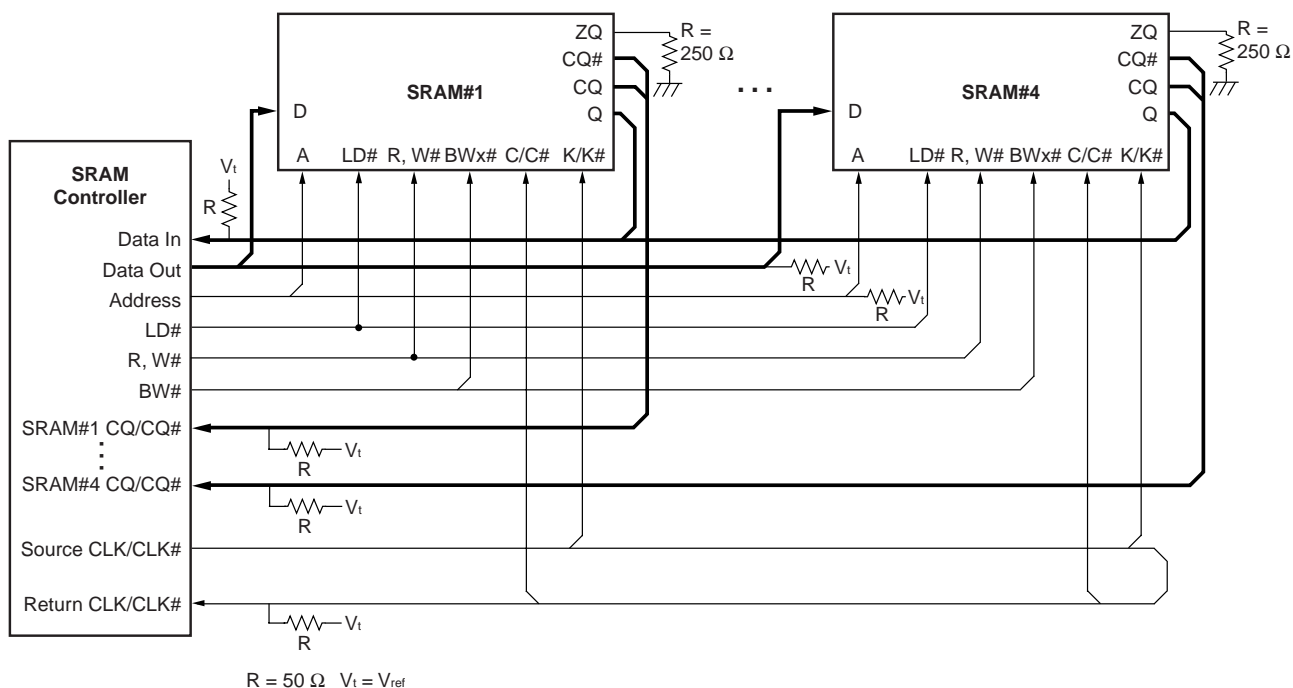 SRAM#1
ZQ
CQ#
CQ
Q
D
A LD# R, W# BWx# C/C# K/K#
R =
250 Ω
...
SRAM#4
ZQ
CQ#
CQ
Q
D
A LD# R, W# BWx# C/C# K/K#
R =
250 Ω
SRAM
Controller
Vt
R
Data In
Data Out
Vt
R
Address
Vt
R
LD#
R, W#
BW#
SRAM#1 CQ/CQ#
Vt
R
SRAM#4 CQ/CQ#
Vt
R
Source CLK/CLK#
Return CLK/CLK#
Vt
R
R = 50 Ω Vt = Vref